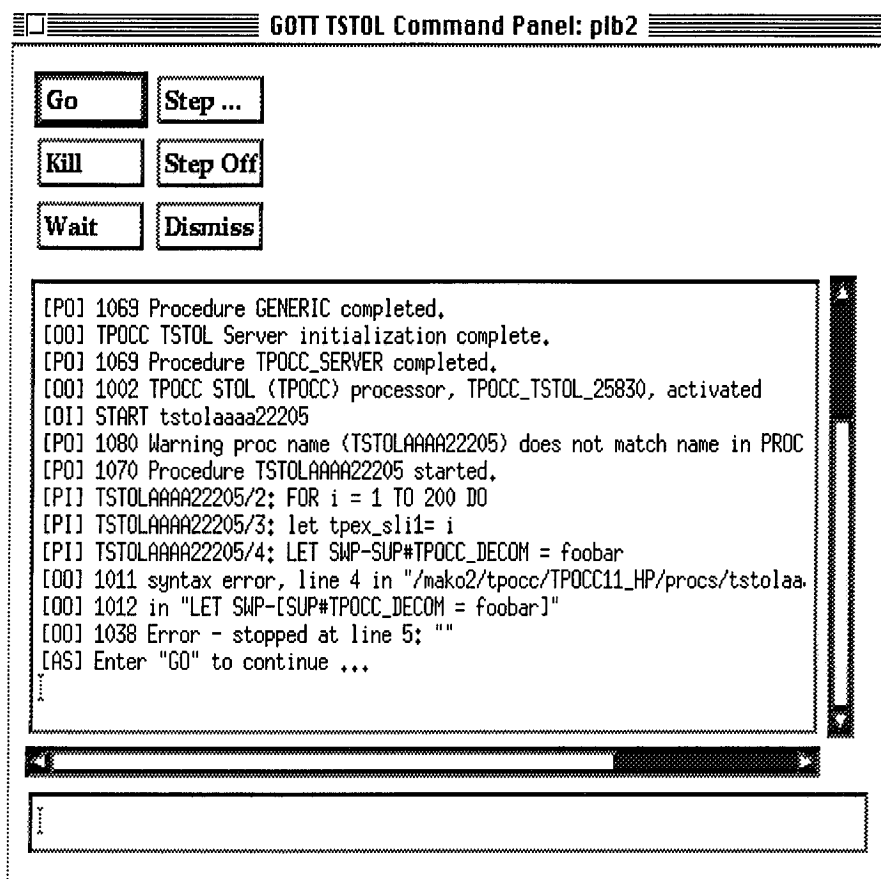 GOTT TSTOL Command Panel: plb2
Go
Step ...
Kill
Step Off
Wait
Dismiss
[PO] 1069 Procedure GENERIC completed.
[OO] TPOCC TSTOL Server initialization complete.
[PO] 1069 Procedure TPOCC_SERVER completed.
[OO] 1002 TPOCC STOL (TPOCC) processor, TPOCC_TSTOL_25830, activated
[OI] START tstolaaaa22205
[PO] 1080 Warning proc name (TSTOLAAAA22205) does not match name in PROC
[PO] 1070 Procedure TSTOLAAAA22205 started.
[PI] TSTOLAAAA22205/2: FOR i = 1 TO 200 DO
[PI] TSTOLAAAA22205/3: let tpex_sli1= i
[PI] TSTOLAAAA22205/4: LET SWP-SUP#TPOCC_DECOM = foobar
[OO] 1011 syntax error, line 4 in "/mako2/tpocc/TPOCC11_HP/procs/tstolaa
[OO] 1012 in "LET SWP-[SUP#TPOCC_DECOM = foobar]"
[OO] 1038 Error - stopped at line 5: ""
[AS] Enter "GO" to continue ...